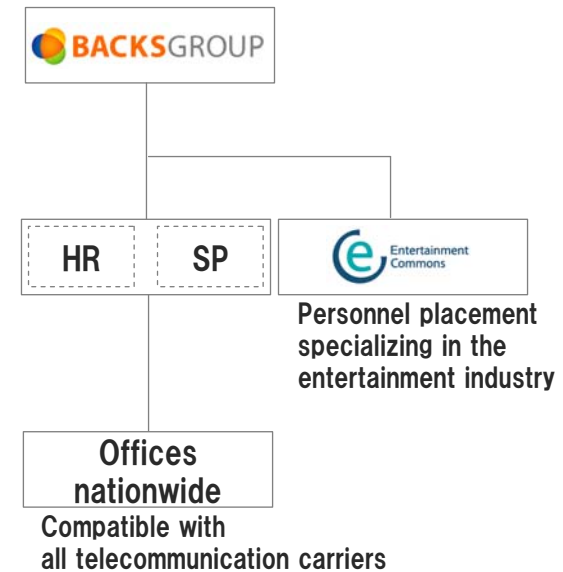 BACKSGROUP
HR
SP
e Entertainment
Commons
Personnel placement
specializing in the
entertainment industry
Offices
nationwide
Compatible with
all telecommunication carriers